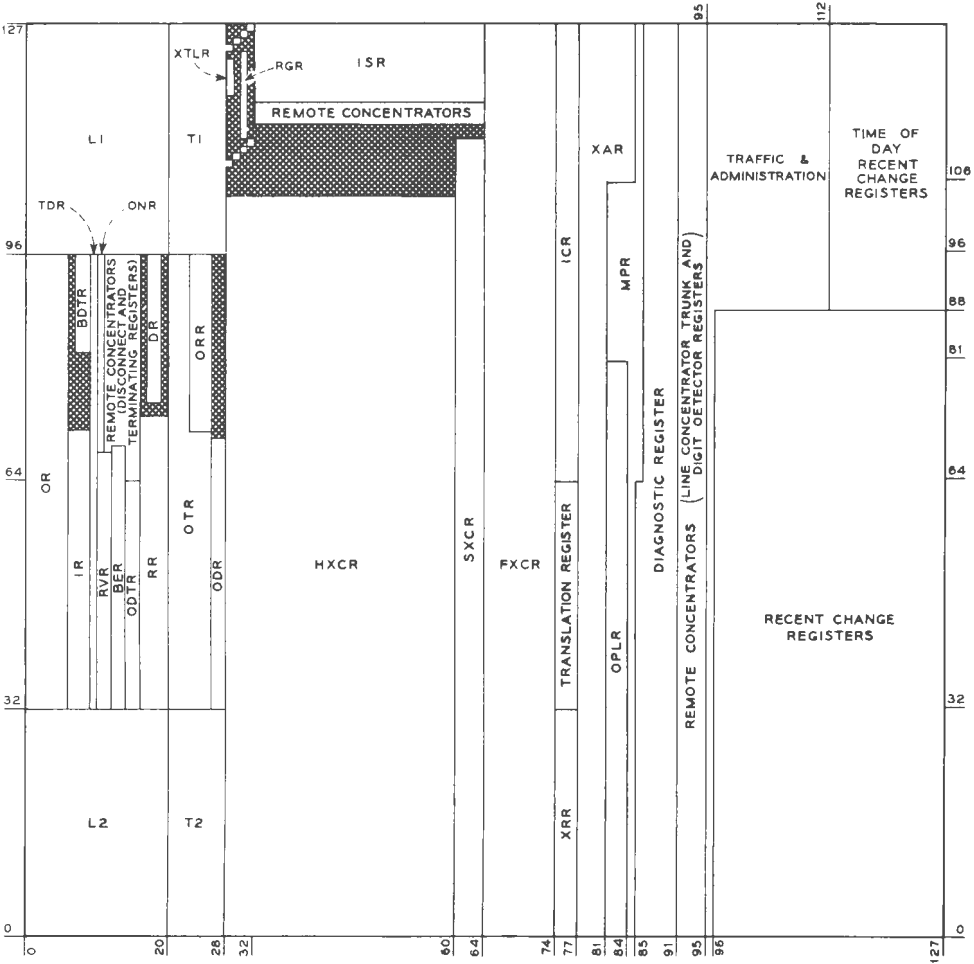 95
112
127
XTLR
RGR
ISR
REMOTE CONCENTRATORS
L1
T1
XAR
TRAFFIC &
ADMINISTRATION
TIME OF
DAY
RECENT
CHANGE
REGISTERS
108
TDR
ONR
96
96
88
81
BDTR
REMOTE CONCENTRATORS
(DISCONNECT AND
TERMINATING REGISTERS)
DR
ORR
ICR
MPR
64
64
OR
IR
RVR
BER
ODTR
RR
OTR
ODR
HXCR
SXCR
FXCR
TRANSLATION REGISTER
OPLR
DIAGNOSTIC REGISTER
REMOTE CONCENTRATORS (LINE CONCENTRATOR TRUNK AND
DIGIT DETECTOR REGISTERS)
RECENT CHANGE
REGISTERS
32
32
L2
T2
XRR
0
0
0
20
28
32
60
64
74
77
81
84
85
91
95
96
127